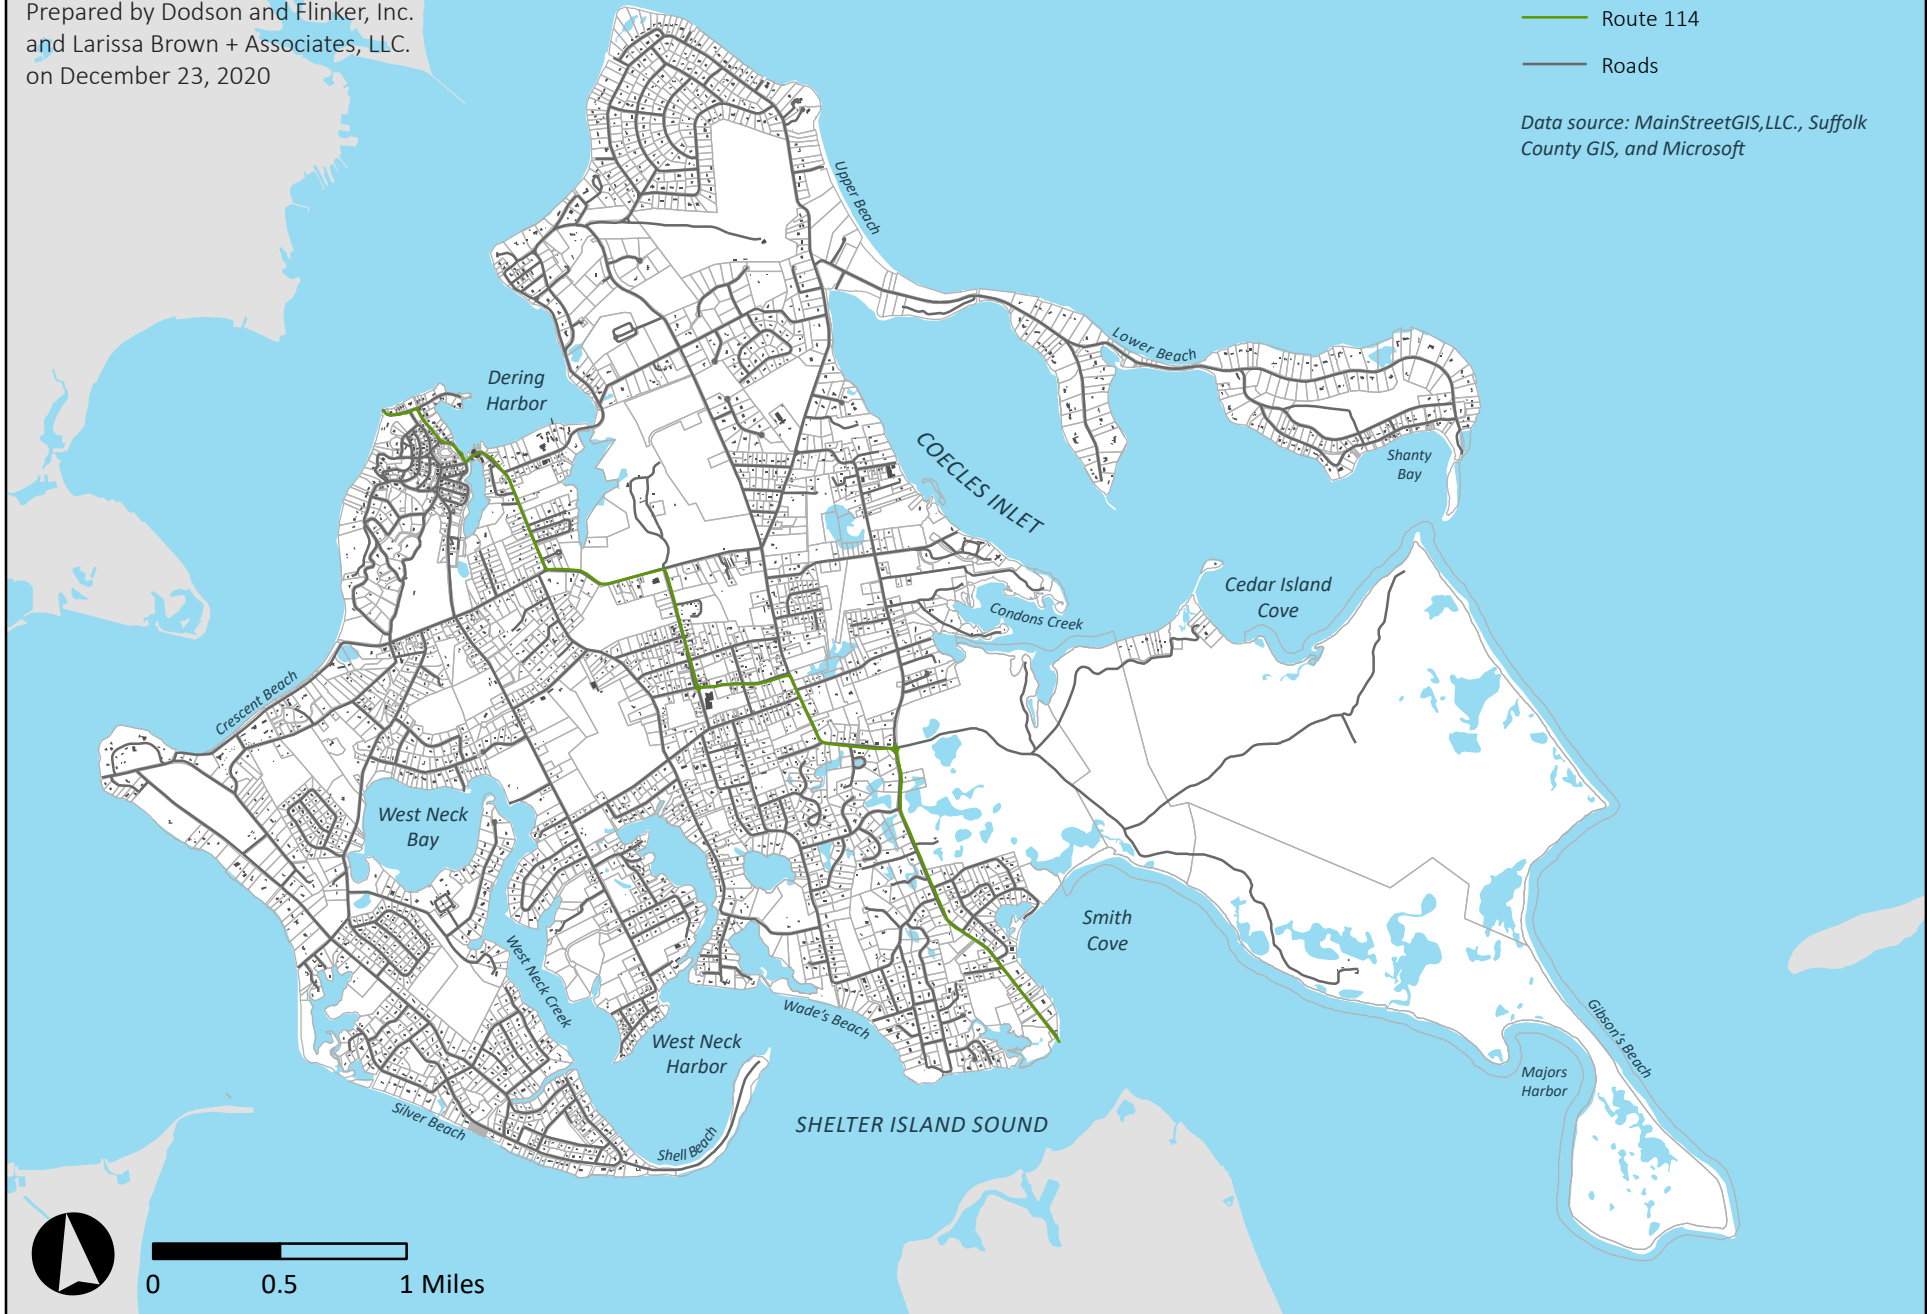 Prepared by Dodson and Flinker, Inc.
and Larissa Brown + Associates, LLC.
on December 23, 2020
Route 114
Roads
Data source: MainStreetGIS,LLC., Suffolk
County GIS, and Microsoft
Upper Beach
Lower Beach
Dering
Harbor
COECLES INLET
Shanty
Bay
Cedar Island
Cove
Condons Creek
Crescent Beach
West Neck
Bay
Smith
Cove
West Neck Creek
Wade's Beach
Gibson's Beach
West Neck
Harbor
Majors
Harbor
Silver Beach
SHELTER ISLAND SOUND
Shell Beach
0 0.5 1 Miles